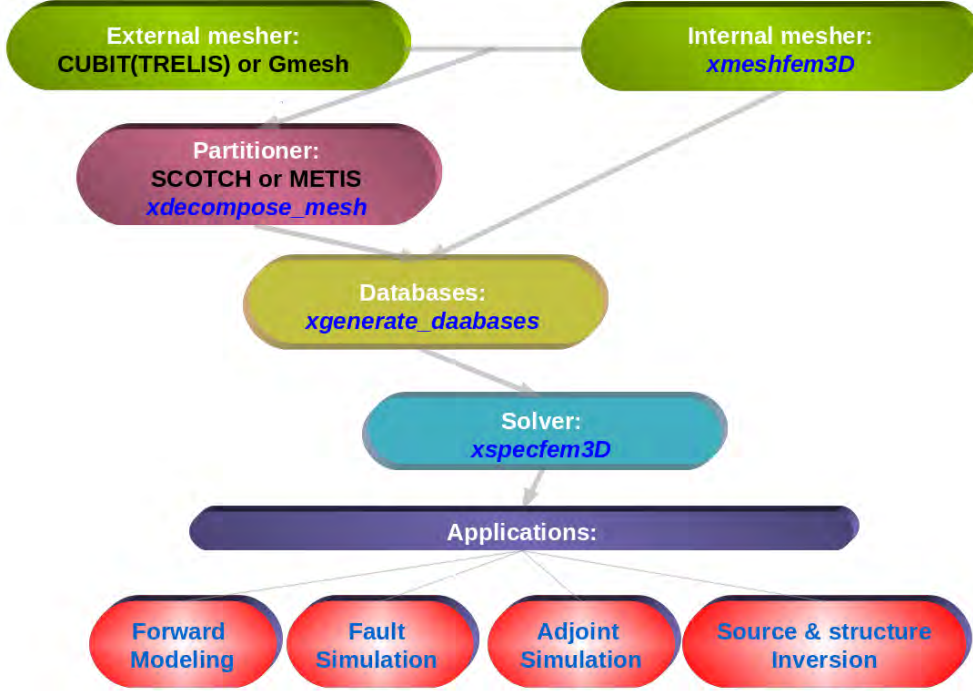 External mesher:
CUBIT(TRELIS) or Gmesh
Internal mesher:
xmeshfem3D
Partitioner:
SCOTCH or METIS
xdecompose_mesh
Databases:
xgenerate_daabases
Solver:
xspecfem3D
Applications:
Forward
Modeling
Fault
Simulation
Adjoint
Simulation
Source & structure
Inversion